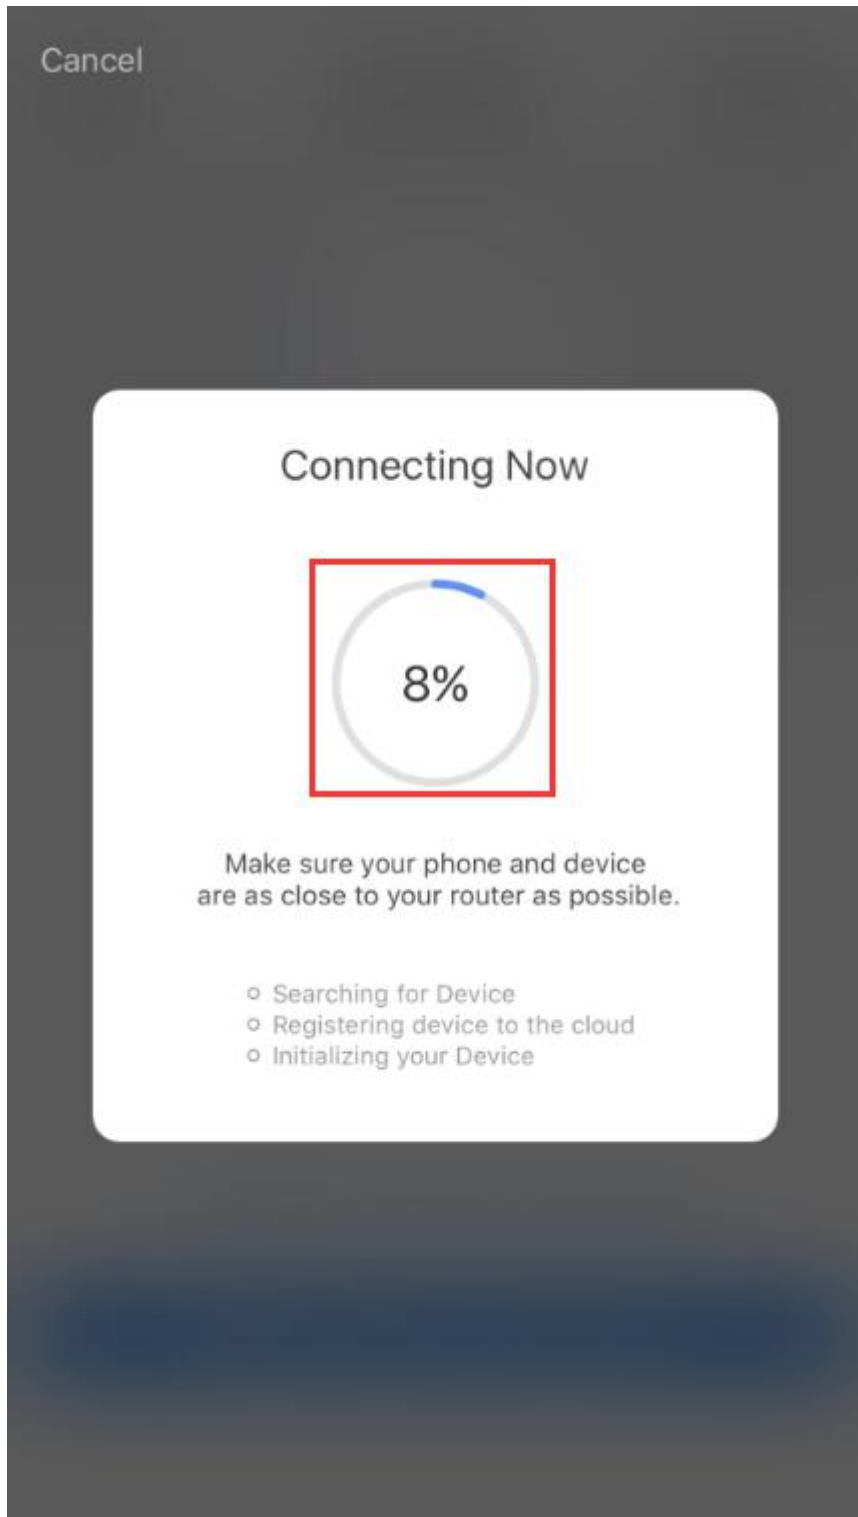 Cancel
Connecting Now
8%
Make sure your phone and device
are as close to your router as possible.
Searching for Device
Registering device to the cloud
Initializing your Device